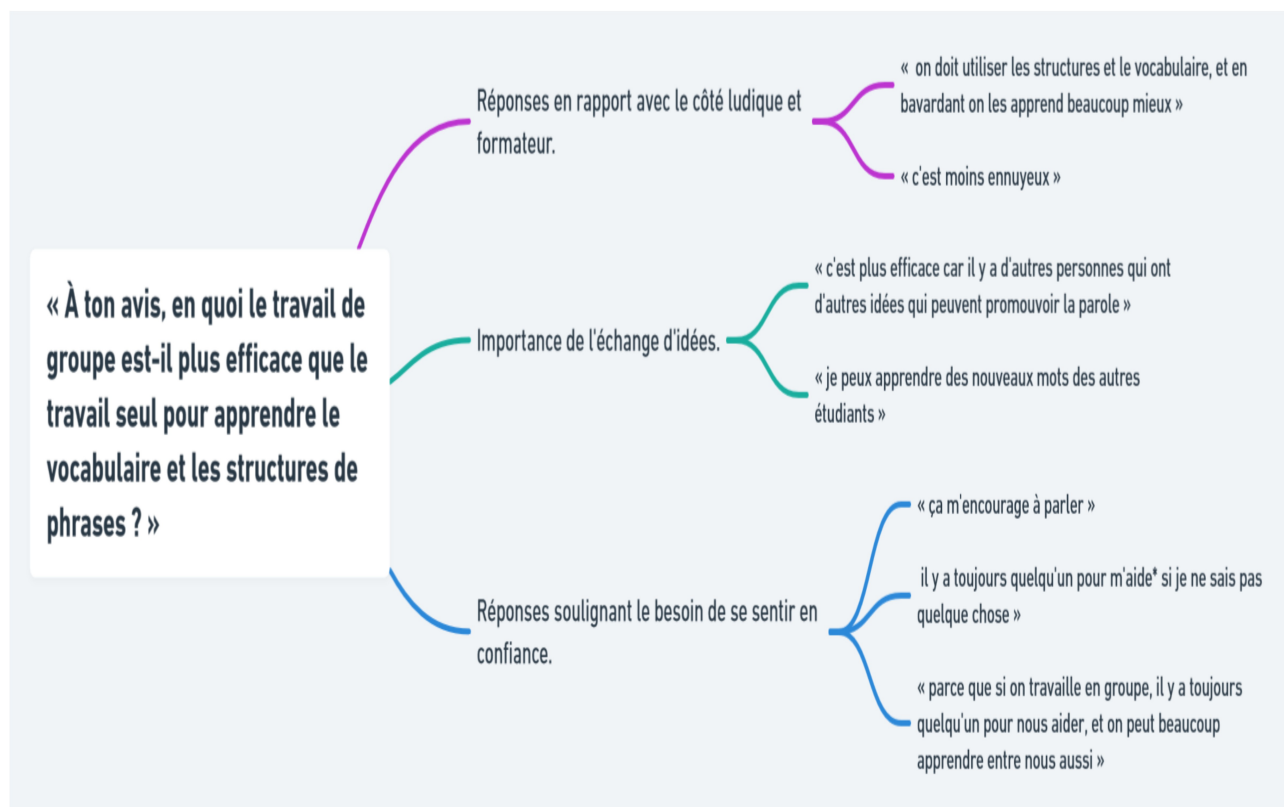 « À ton avis, en quoi le travail de
groupe est-il plus efficace que le
travail seul pour apprendre le
vocabulaire et les structures de
phrases ? »
Réponses en rapport avec le côté ludique et
formateur.
« on doit utiliser les structures et le vocabulaire, et en
bavardant on les apprend beaucoup mieux »
« c'est moins ennuyeux »
Importance de l'échange d'idées.
« c'est plus efficace car il y a d'autres personnes qui ont
d'autres idées qui peuvent promouvoir la parole »
« je peux apprendre des nouveaux mots des autres
étudiants »
Réponses soulignant le besoin de se sentir en
confiance.
« ça m'encourage à parler »
il y a toujours quelqu'un pour m'aide* si je ne sais pas
quelque chose »
« parce que si on travaille en groupe, il y a toujours
quelqu'un pour nous aider, et on peut beaucoup
apprendre entre nous aussi »